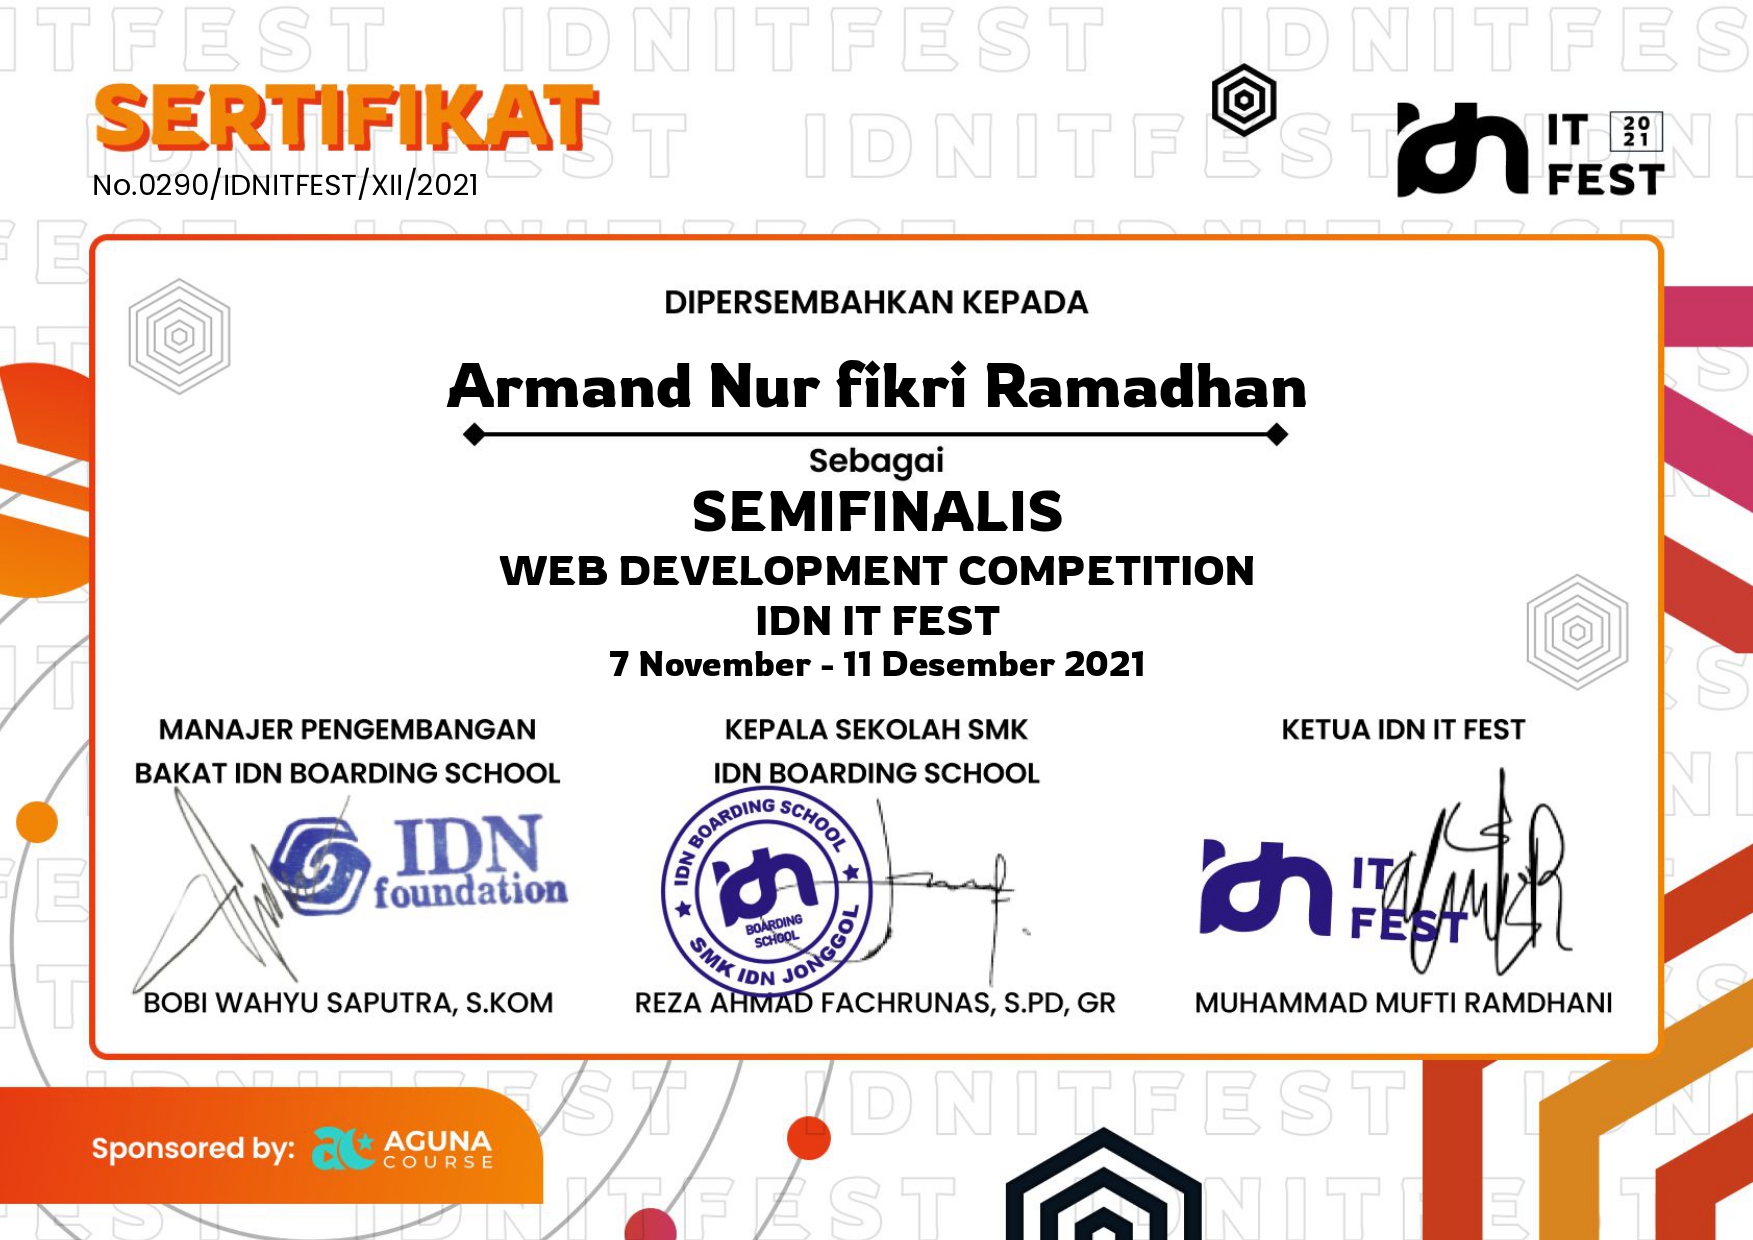 SERTIFIKAT
No.0290/IDNITFEST/XII/2021
idn IT FEST 2021
DIPERSEMBAHKAN KEPADA
Armand Nur fikri Ramadhan
Sebagai
SEMIFINALIS
WEB DEVELOPMENT COMPETITION
IDN IT FEST
7 November - 11 Desember 2021
MANAJER PENGEMBANGAN
BAKAT IDN BOARDING SCHOOL
IDN
foundation
BOBI WAHYU SAPUTRA, S.KOM
KEPALA SEKOLAH SMK
IDN BOARDING SCHOOL
IDN BOARDING SCHOOL
idn
BOARDING
SCHOOL
SMK IDN JONGGOL
REZA AHMAD FACHRUNAS, S.PD, GR
KETUA IDN IT FEST
idn IT
FEST
MUHAMMAD MUFTI RAMDHANI
Sponsored by: ac AGUNA
COURSE
IDNITFEST